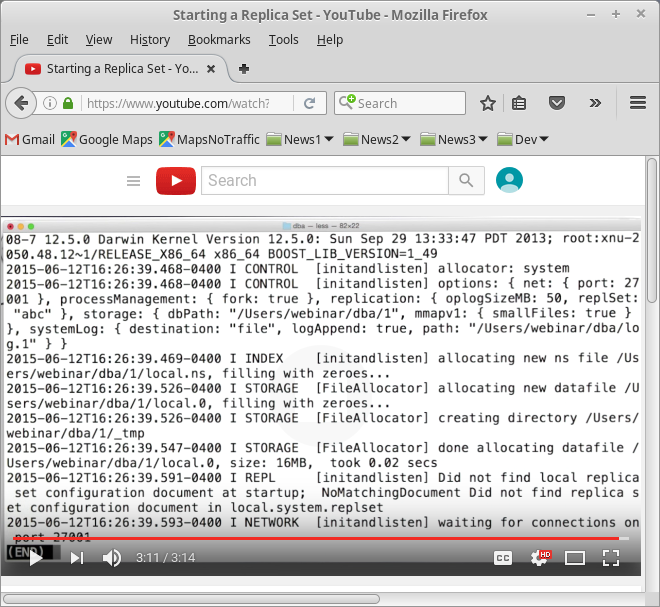 Starting a Replica Set - YouTube - Mozilla Firefox
File Edit View History Bookmarks Tools Help
Starting a Replica Set - Yo...
https://www.youtube.com/watch? Search
Gmail Google Maps MapsNoTraffic News1 News2 News3 Dev
Search
dba — less — 82x22
08-7 12.5.0 Darwin Kernel Version 12.5.0: Sun Sep 29 13:33:47 PDT 2013; root:xnu-2
050.48.12~1/RELEASE_X86_64 x86_64 BOOST_LIB_VERSION=1_49
2015-06-12T16:26:39.468-0400 I CONTROL  [initandlisten] allocator: system
2015-06-12T16:26:39.468-0400 I CONTROL  [initandlisten] options: { net: { port: 27
001 }, processManagement: { fork: true }, replication: { oplogSizeMB: 50, replSet:
"abc" }, storage: { dbPath: "/Users/webinar/dba/1", mmapv1: { smallFiles: true }
}, systemLog: { destination: "file", logAppend: true, path: "/Users/webinar/dba/lo
g.1" } }
2015-06-12T16:26:39.469-0400 I INDEX    [initandlisten] allocating new ns file /Us
ers/webinar/dba/1/local.ns, filling with zeroes...
2015-06-12T16:26:39.526-0400 I STORAGE  [FileAllocator] allocating new datafile /U
sers/webinar/dba/1/local.0, filling with zeroes...
2015-06-12T16:26:39.526-0400 I STORAGE  [FileAllocator] creating directory /Users/
webinar/dba/1/_tmp
2015-06-12T16:26:39.547-0400 I STORAGE  [FileAllocator] done allocating datafile /
Users/webinar/dba/1/local.0, size: 16MB,  took 0.02 secs
2015-06-12T16:26:39.591-0400 I REPL     [initandlisten] Did not find local replica
set configuration document at startup;  NoMatchingDocument Did not find replica s
et configuration document in local.system.replset
2015-06-12T16:26:39.593-0400 I NETWORK  [initandlisten] waiting for connections on
port 27001
(END)
3:11 / 3:14 CC HD